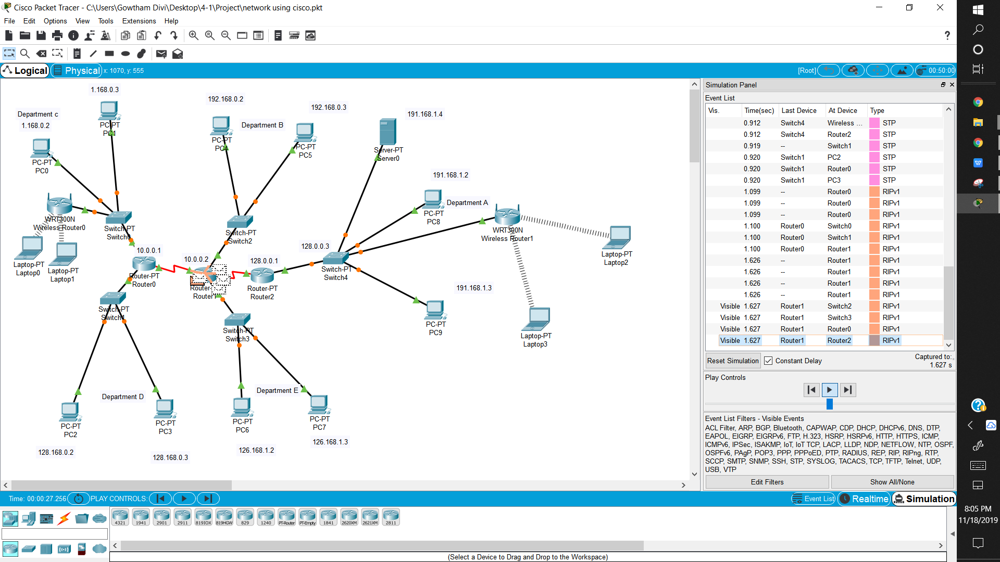 Cisco Packet Tracer - C:\Users\Gowtham Divi\Desktop\4-1\Project\network using cisco.pkt
File Edit Options View Tools Extensions Help
?
Logical Physical x: 1070, y: 555 [Root] 00:50:00
1.168.0.3
Department c
1.168.0.2
PC-PT
PC1
PC-PT
PC0
WRT300N
Wireless Router0
Switch-PT
Switch0
Laptop-PT
Laptop0
Laptop-PT
Laptop1
10.0.0.1
Router-PT
Router0
Switch-PT
Switch1
PC-PT
PC2
Department D
PC-PT
PC3
128.168.0.2
128.168.0.3
192.168.0.2
192.168.0.3
Department B
PC-PT
PC4
PC-PT
PC5
Switch-PT
Switch2
10.0.0.2
128.0.0.1
128.0.0.3
Router-
Router1
Router-PT
Router2
Switch-PT
Switch3
Department E
PC-PT
PC6
PC-PT
PC7
126.168.1.2
126.168.1.3
191.168.1.4
Server-PT
Server0
191.168.1.2
Department A
PC-PT
PC8
WRT300N
Wireless Router1
Switch-PT
Switch4
191.168.1.3
PC-PT
PC9
Laptop-PT
Laptop2
Laptop-PT
Laptop3
Simulation Panel
Event List
Vis. Time(sec) Last Device At Device Type
0.912 Switch4 Wireless ... STP
0.912 Switch4 Router2 STP
0.919 -- Switch1 STP
0.920 Switch1 PC2 STP
0.920 Switch1 Router0 STP
0.920 Switch1 PC3 STP
1.099 -- Router0 RIPv1
1.099 -- Router0 RIPv1
1.099 -- Router0 RIPv1
1.100 Router0 Switch0 RIPv1
1.100 Router0 Switch1 RIPv1
1.100 Router0 Router1 RIPv1
1.626 -- Router1 RIPv1
1.626 -- Router1 RIPv1
1.626 -- Router1 RIPv1
1.626 -- Router1 RIPv1
Visible 1.627 Router1 Switch2 RIPv1
Visible 1.627 Router1 Switch3 RIPv1
Visible 1.627 Router1 Router0 RIPv1
Visible 1.627 Router1 Router2 RIPv1
Reset Simulation Constant Delay Captured to:
1.627 s
Play Controls
Event List Filters - Visible Events
ACL Filter, ARP, BGP, Bluetooth, CAPWAP, CDP, DHCP, DHCPv6, DNS, DTP,
EAPOL, EIGRP, EIGRPv6, FTP, H.323, HSRP, HSRPv6, HTTP, HTTPS, ICMP,
ICMPv6, IPSec, ISAKMP, IoT, IoT TCP, LACP, LLDP, NDP, NETFLOW, NTP, OSPF,
OSPFv6, PAgP, POP3, PPP, PPPoED, PTP, RADIUS, REP, RIP, RIPng, RTP,
SCCP, SMTP, SNMP, SSH, STP, SYSLOG, TACACS, TCP, TFTP, Telnet, UDP,
USB, VTP
Edit Filters Show All/None
Time: 00:00:27.256 PLAY CONTROLS: Event List Realtime Simulation
4321 1941 2901 2911 819IOX 819HGW 829 1240 PT-Router PT-Empty 1841 2620XM 2621XM 2811
(Select a Device to Drag and Drop to the Workspace)
8:05 PM
11/18/2019